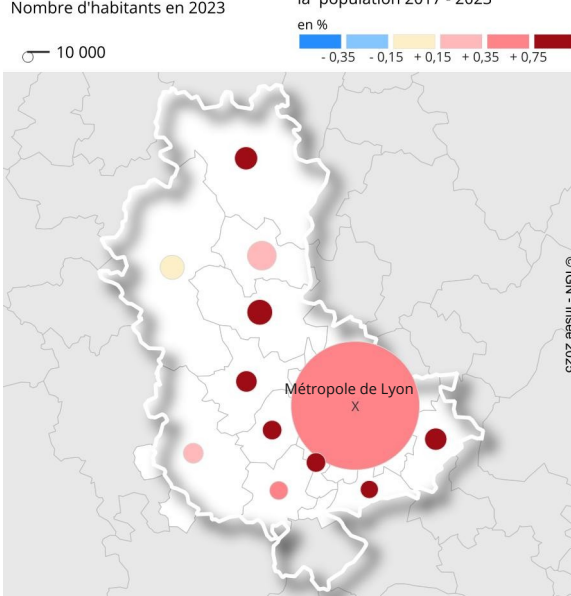 Nombre d'habitants en 2023
la population 2017 - 2023
en %
10 000
- 0,35 - 0,15 + 0,15 + 0,35 + 0,75
Métropole de Lyon
X
© IGN - Insee 2025